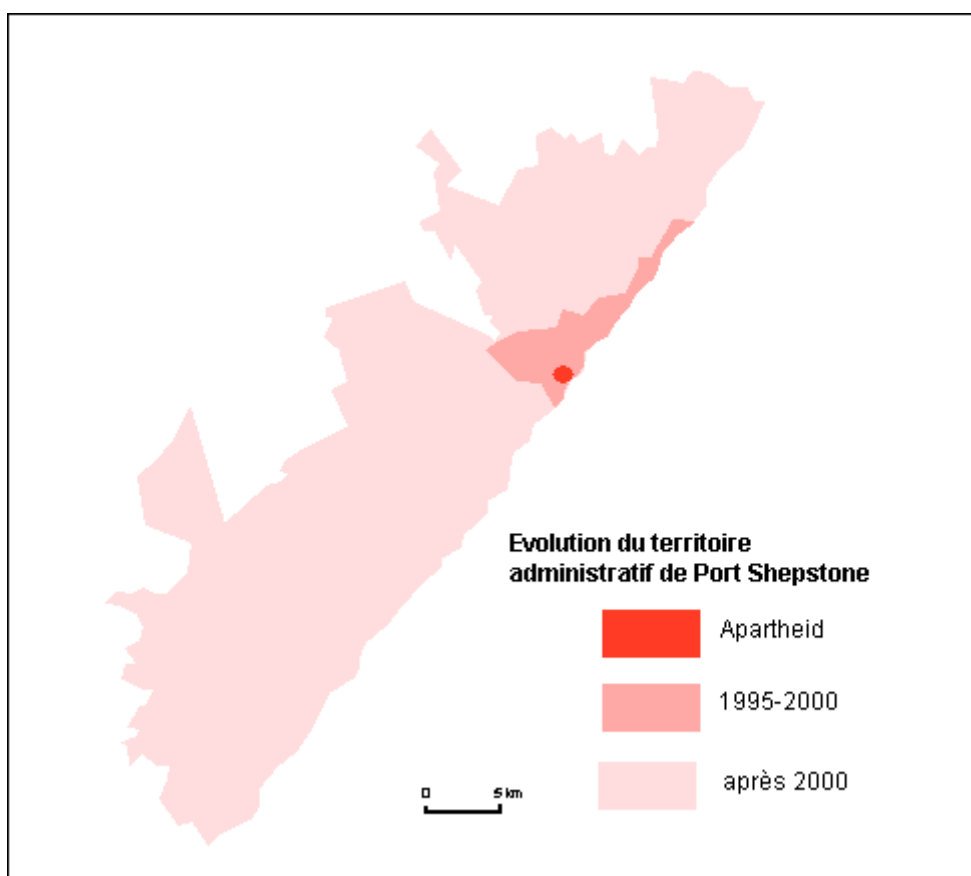 Evolution du territoire
administratif de Port Shepstone
Apartheid
1995-2000
après 2000
0 5 km